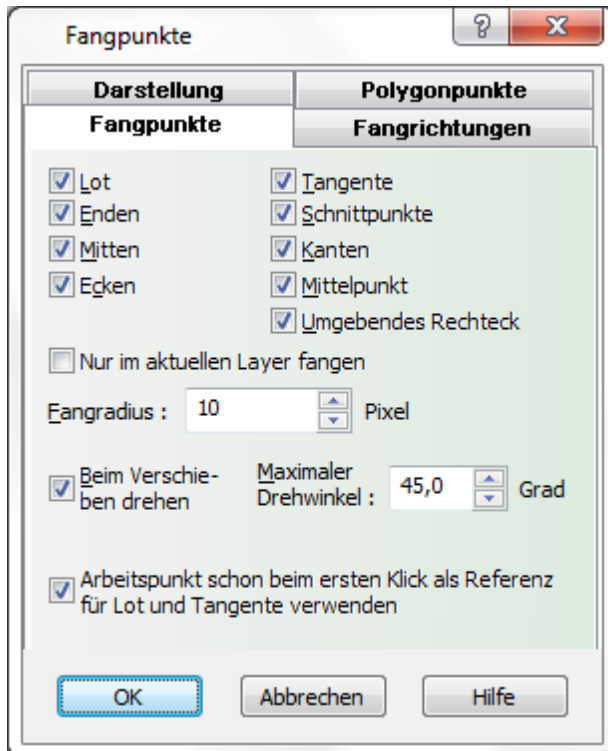 Fangpunkte
?
X
Darstellung
Polygonpunkte
Fangpunkte
Fangrichtungen
Lot
Tangente
Enden
Schnittpunkte
Mitten
Kanten
Ecken
Mittelpunkt
Umgebendes Rechteck
Nur im aktuellen Layer fangen
Fangradius : 10 Pixel
Beim Verschie-
ben drehen
Maximaler
Drehwinkel : 45,0 Grad
Arbeitspunkt schon beim ersten Klick als Referenz
für Lot und Tangente verwenden
OK
Abbrechen
Hilfe